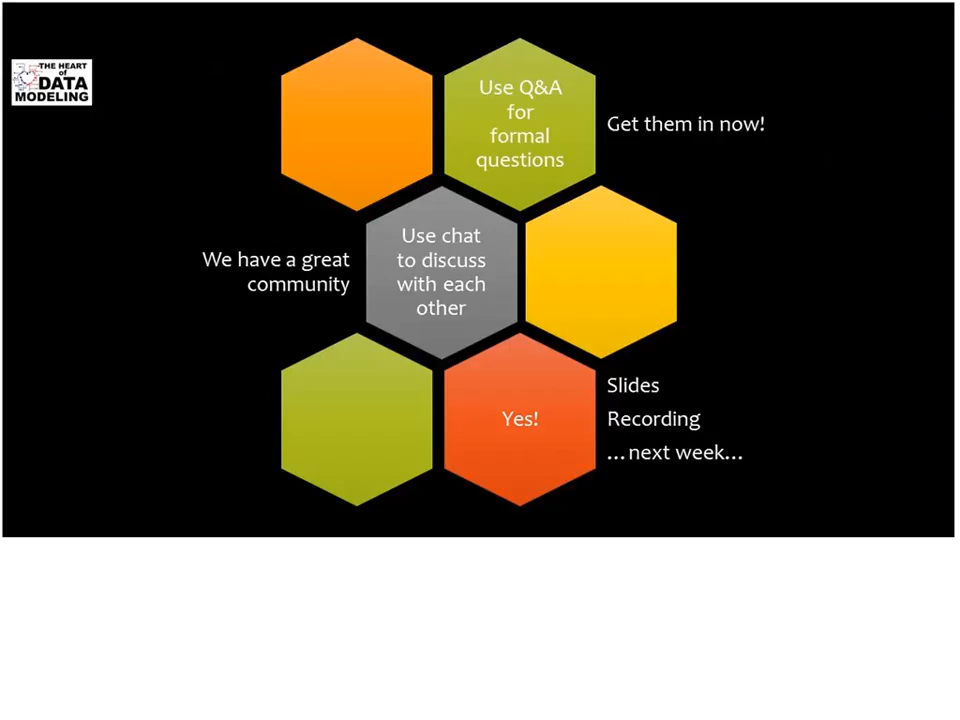 THE HEART
of
DATA
MODELING
Use Q&A
for
formal
questions
Get them in now!
We have a great
community
Use chat
to discuss
with each
other
Yes!
Slides
Recording
…next week…